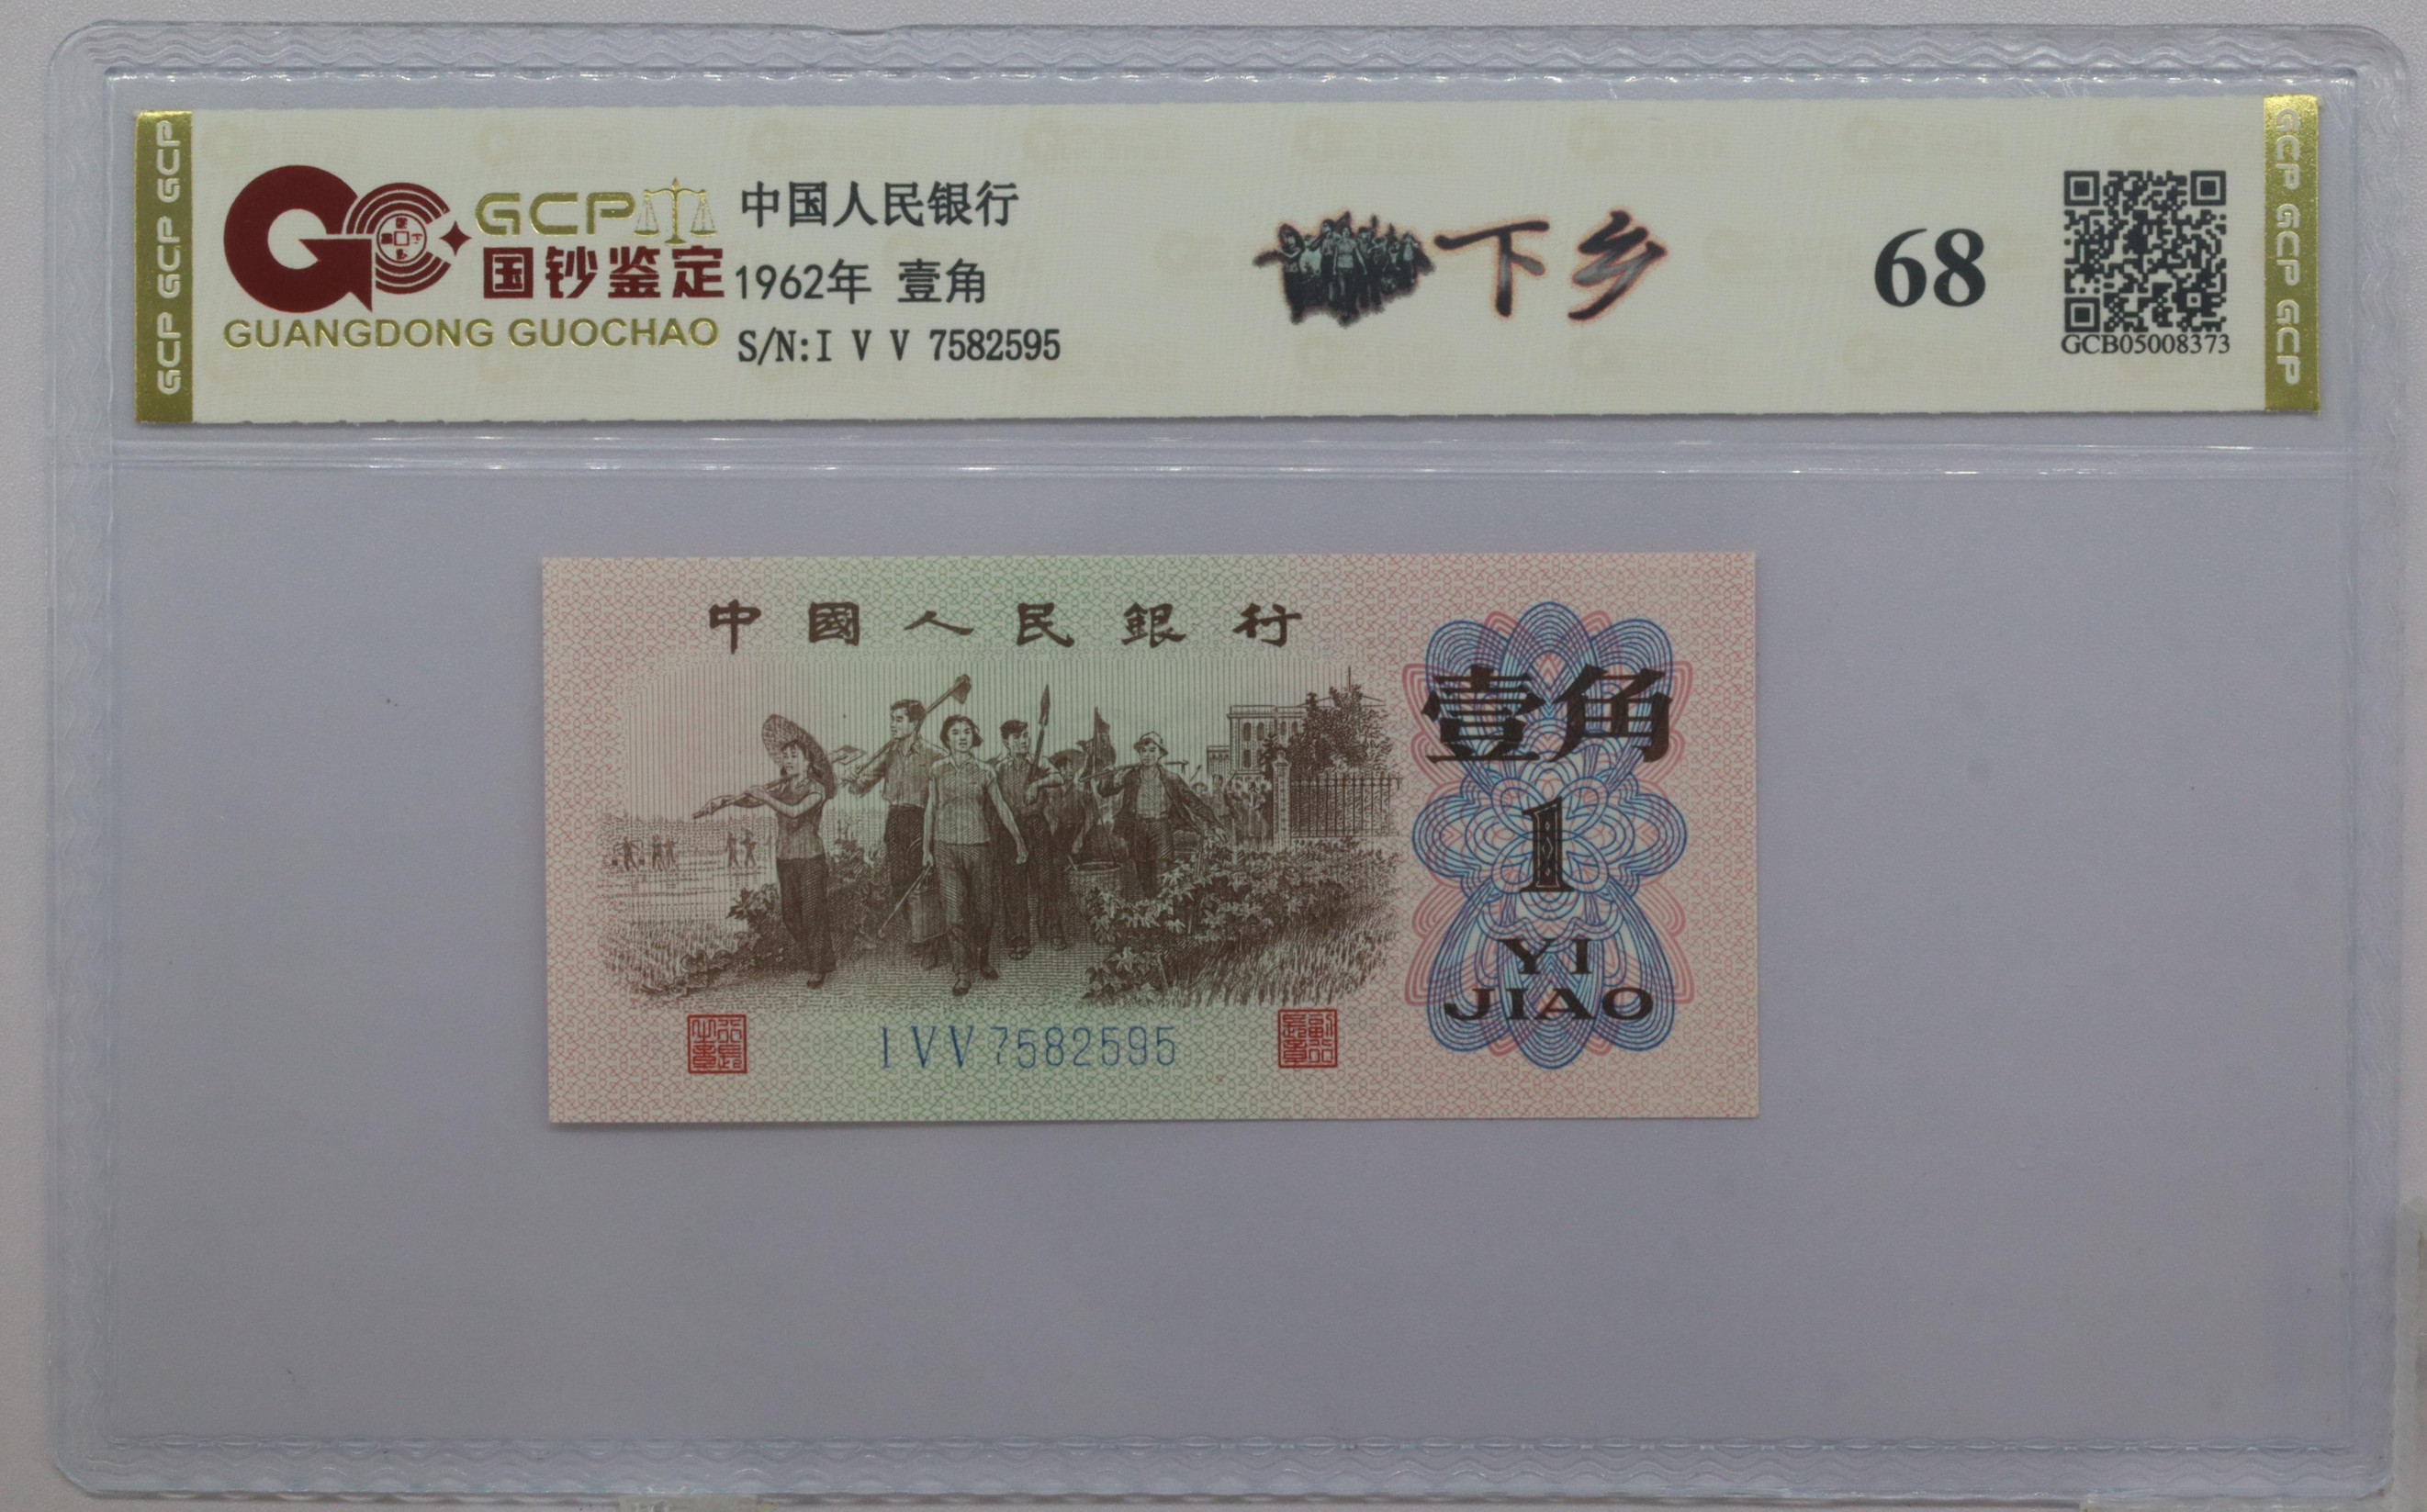 GCP GCP GCP
GCP
国钞鉴定
GUANGDONG GUOCHAO
中国人民银行
1962年 壹角
S/N:I V V 7582595
下乡
68
GCB05008373
GCP GCP GCP
中國人民銀行
壹角
1
YI
JIAO
I V V 7582595